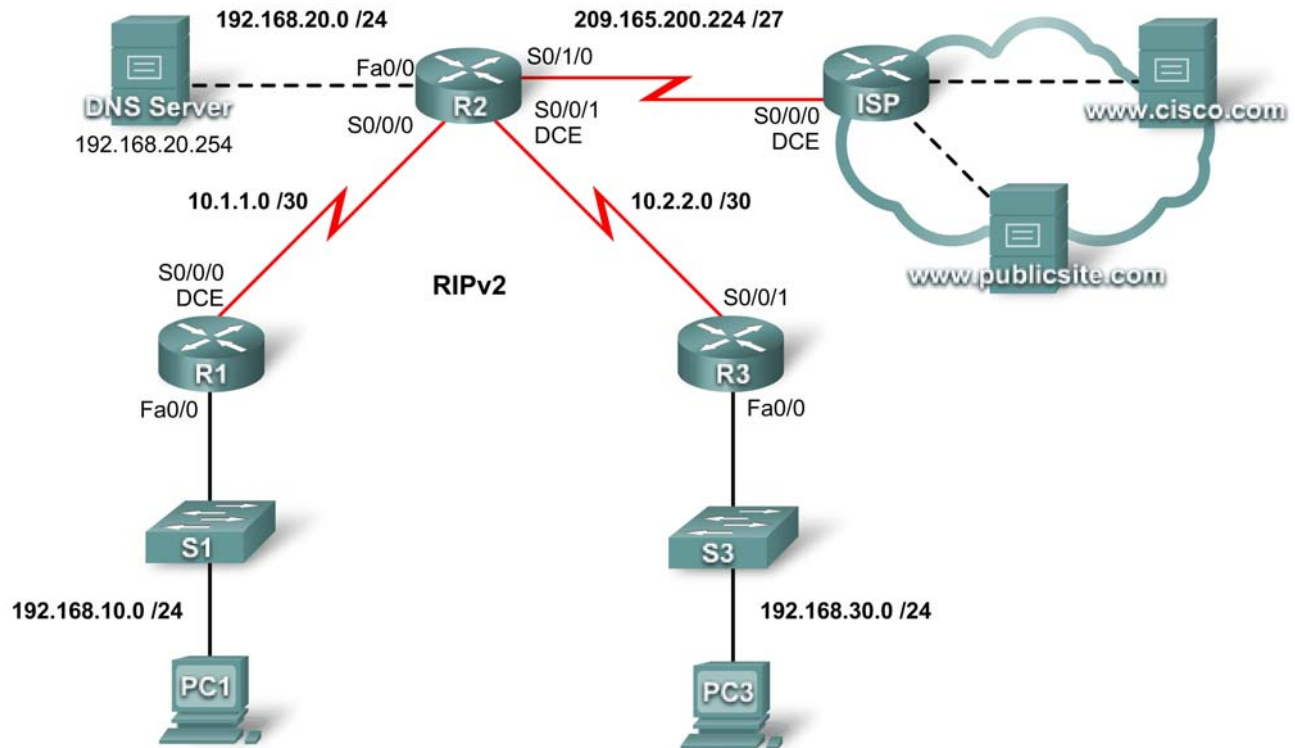 192.168.20.0 /24
209.165.200.224 /27
Fa0/0
S0/1/0
DNS Server
R2
S0/0/1
DCE
S0/0/0
DCE
ISP
www.cisco.com
192.168.20.254
S0/0/0
10.1.1.0 /30
10.2.2.0 /30
www.publicsite.com
S0/0/0
DCE
RIPv2
S0/0/1
R1
R3
Fa0/0
Fa0/0
S1
S3
192.168.10.0 /24
192.168.30.0 /24
PC1
PC3